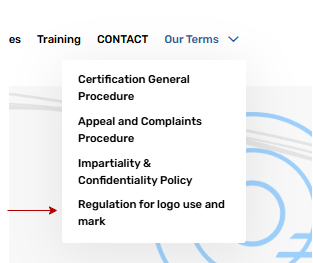 es Training CONTACT Our Terms
Certification General
Procedure
Appeal and Complaints
Procedure
Impartiality &
Confidentiality Policy
Regulation for logo use and
mark